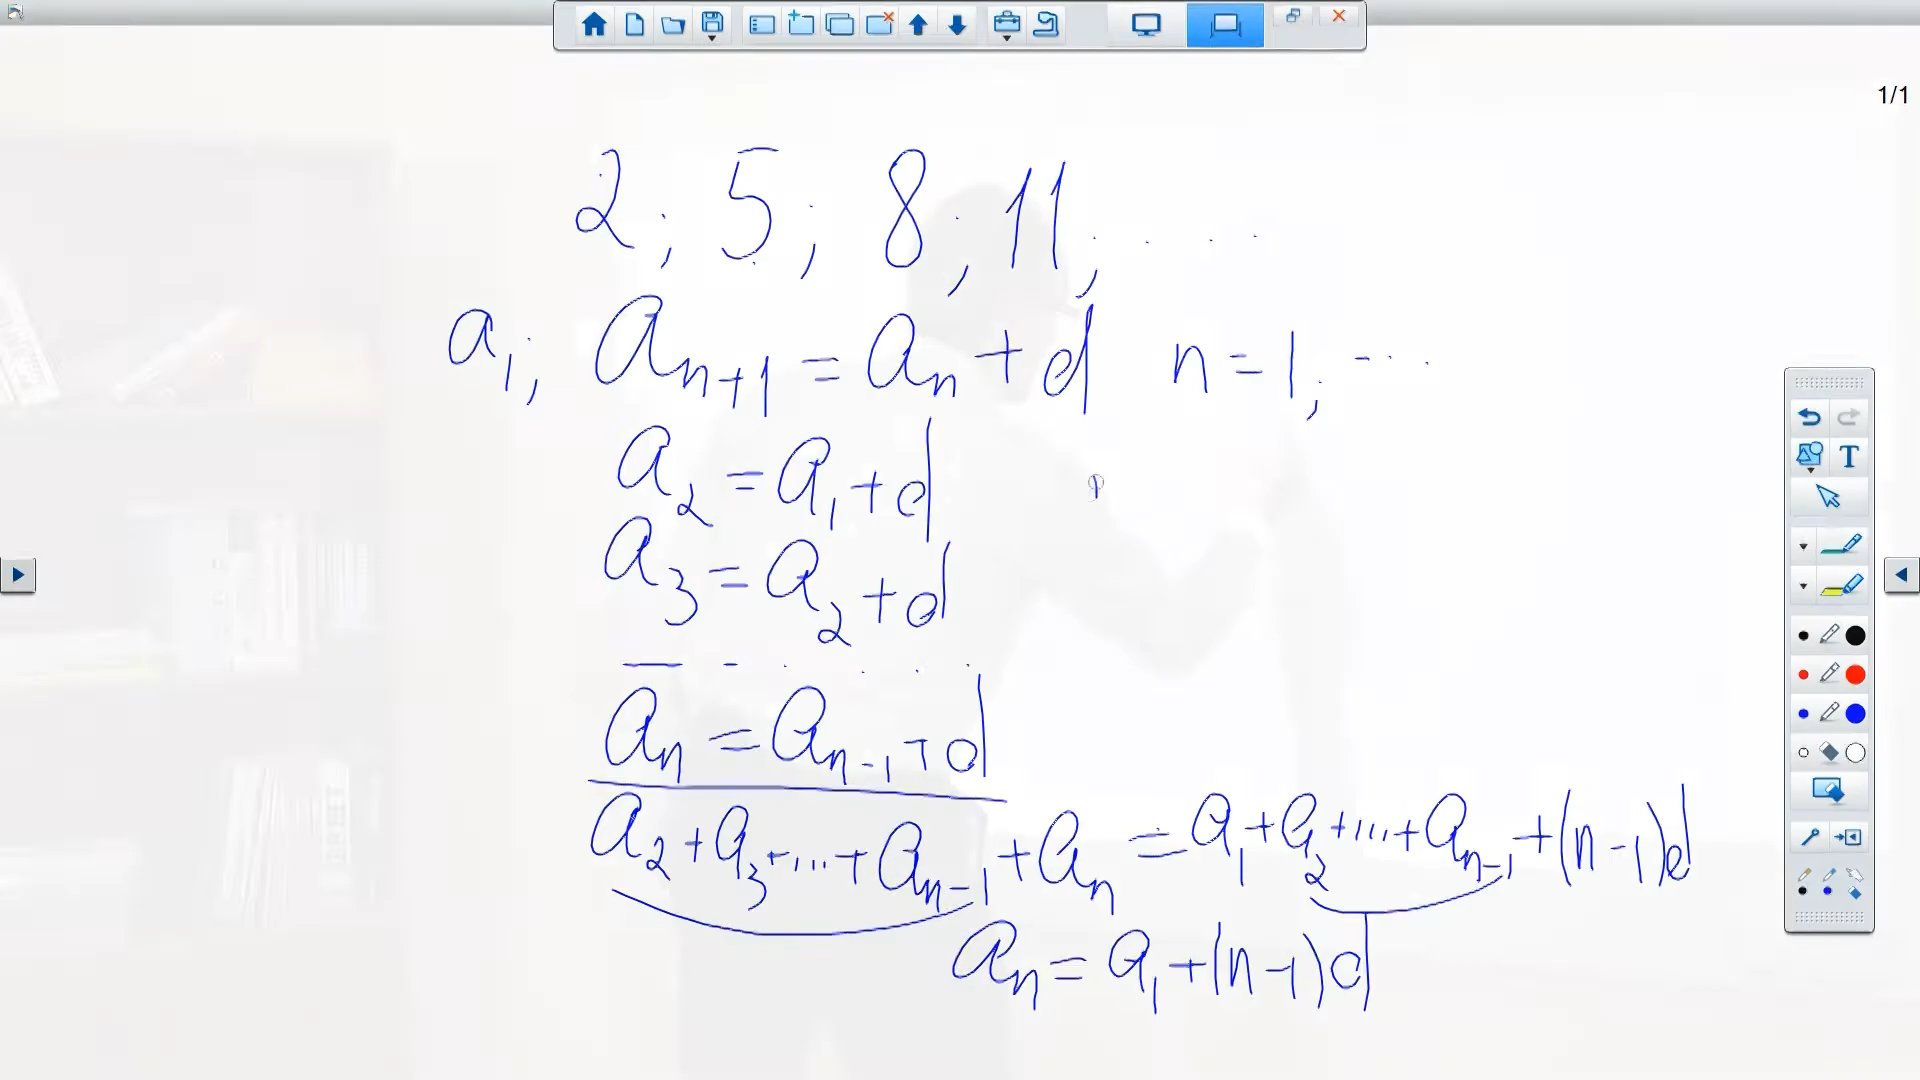 1/1
2; 5; 8; 11; ....
a₁; aₙ₊₁ = aₙ + d n = 1; ...
a₂ = a₁ + d
a₃ = a₂ + d
— - . . . .
aₙ = aₙ₋₁ + d
a₂ + a₃ + ... + aₙ₋₁ + aₙ = a₁ + a₂ + ... + aₙ₋₁ + (n-1)d
aₙ = a₁ + (n-1)d
T